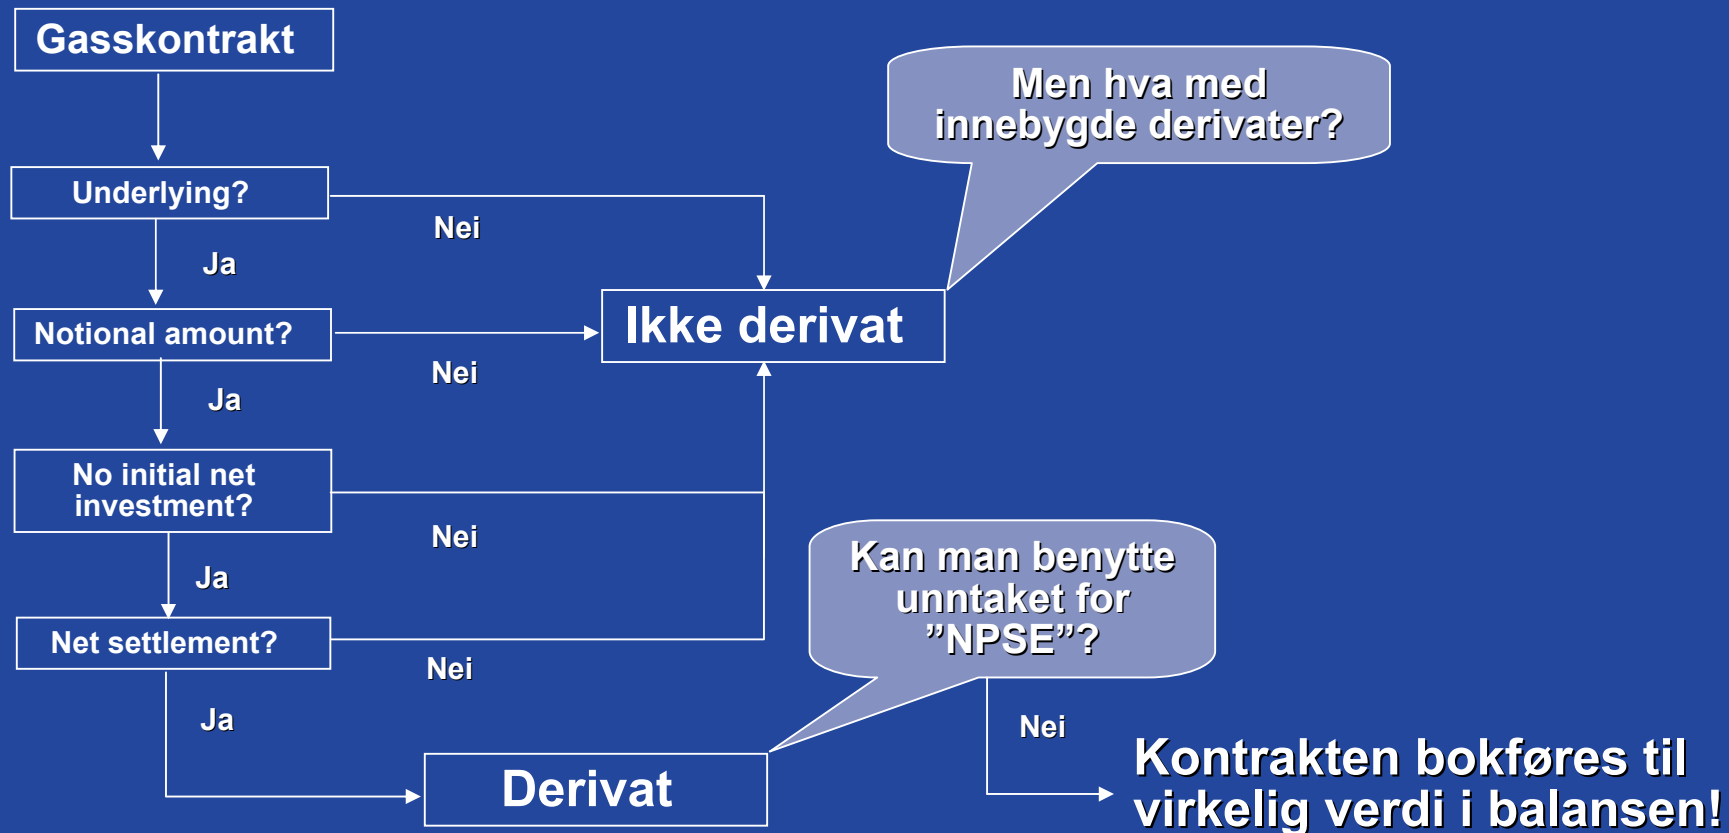 Gasskontrakt
Men hva med
innebygde derivater?
Underlying?
Nei
Ja
Notional amount?
Ikke derivat
Nei
Ja
No initial net
investment?
Nei
Ja
Kan man benytte
unntaket for
”NPSE”?
Net settlement?
Nei
Ja
Nei
Derivat
Kontrakten bokføres til
virkelig verdi i balansen!